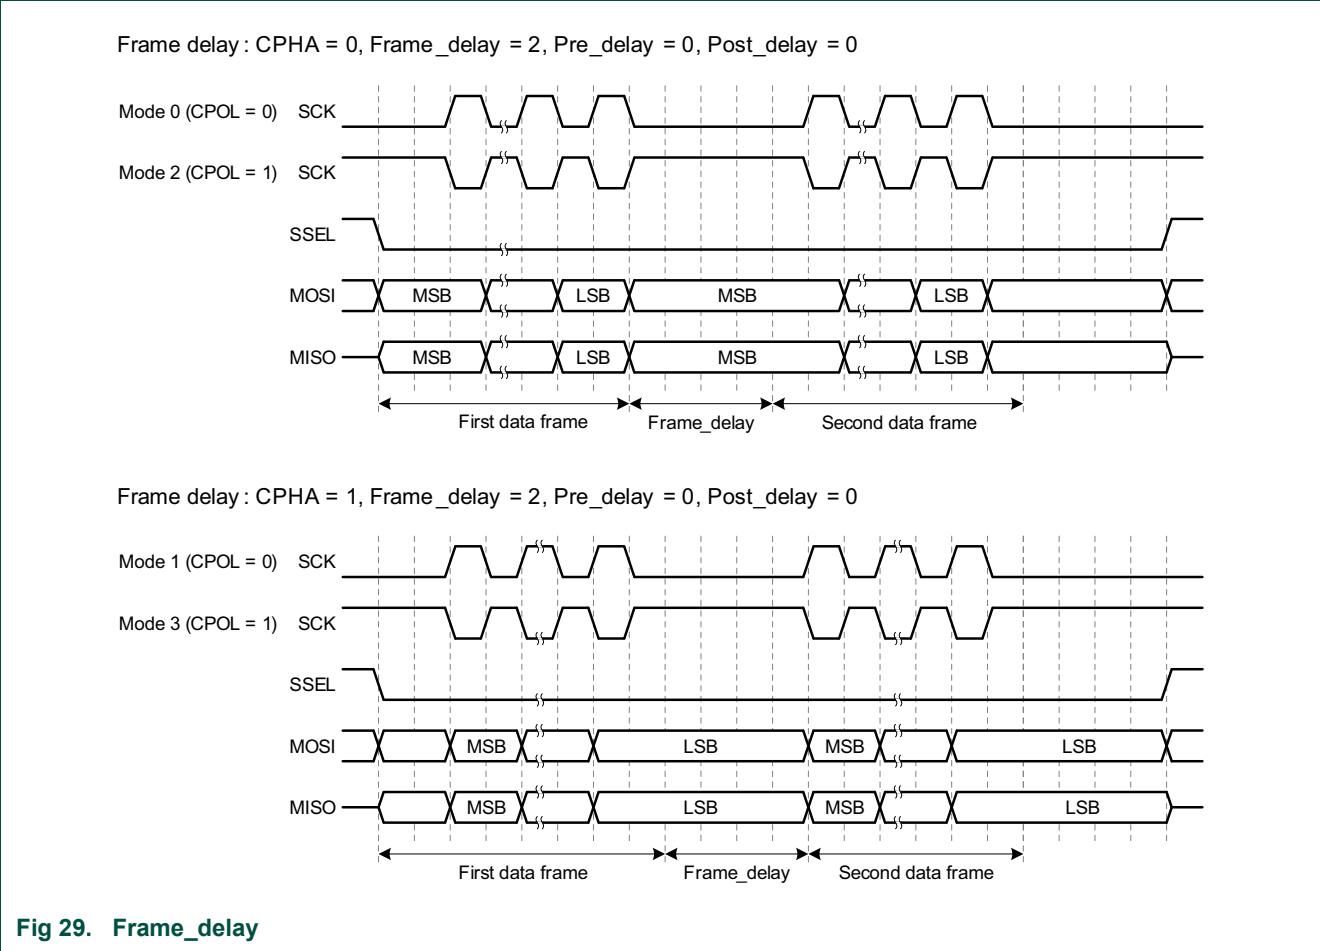 Frame delay : CPHA = 0, Frame_delay = 2, Pre_delay = 0, Post_delay = 0
Mode 0 (CPOL = 0) SCK
Mode 2 (CPOL = 1) SCK
SSEL
MOSI MSB LSB MSB LSB
MISO MSB LSB MSB LSB
First data frame Frame_delay Second data frame
Frame delay : CPHA = 1, Frame_delay = 2, Pre_delay = 0, Post_delay = 0
Mode 1 (CPOL = 0) SCK
Mode 3 (CPOL = 1) SCK
SSEL
MOSI MSB LSB MSB LSB
MISO MSB LSB MSB LSB
First data frame Frame_delay Second data frame
Fig 29. Frame_delay